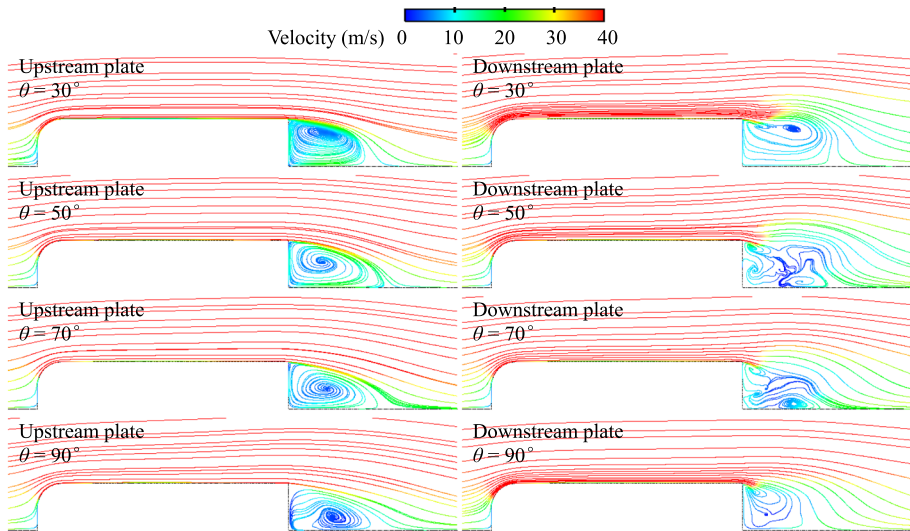 Velocity (m/s) 0 10 20 30 40
Upstream plate
θ = 30°
Downstream plate
θ = 30°
Upstream plate
θ = 50°
Downstream plate
θ = 50°
Upstream plate
θ = 70°
Downstream plate
θ = 70°
Upstream plate
θ = 90°
Downstream plate
θ = 90°